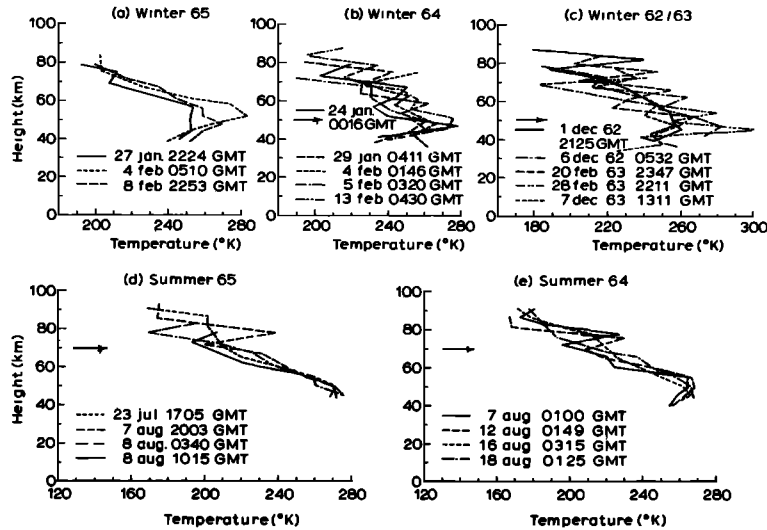 (a) Winter 65
(b) Winter 64
(c) Winter 62/63
Height (km)
100
80
60
40
20
0
27 jan. 2224 GMT
4 feb 0510 GMT
8 feb 2253 GMT
200
240
280
Temperature (°K)
100
80
60
40
20
0
24 jan.
0016 GMT
29 jan 0411 GMT
4 feb 0146 GMT
5 feb 0320 GMT
13 feb 0430 GMT
200
240
280
Temperature (°K)
100
80
60
40
20
0
1 dec 62
2125 GMT
6 dec 62 0532 GMT
20 feb 63 2347 GMT
28 feb 63 2211 GMT
7 dec 63 1311 GMT
180
220
260
300
Temperature (°K)
(d) Summer 65
(e) Summer 64
Height (km)
100
80
60
40
20
0
23 jul 1705 GMT
7 aug 2003 GMT
8 aug. 0340 GMT
8 aug 1015 GMT
120
160
200
240
280
Temperature (°K)
100
80
60
40
20
0
7 aug 0100 GMT
12 aug 0149 GMT
16 aug 0315 GMT
18 aug 0125 GMT
120
160
200
240
280
Temperature (°K)